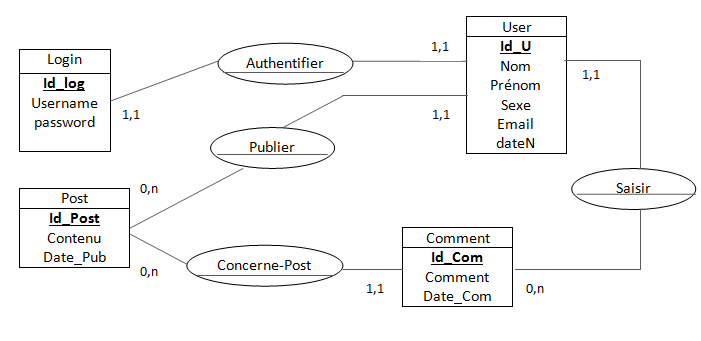 User
Id_U
Nom
Prénom
Sexe
Email
dateN
Login
Id_log
Username
password
Authentifier
1,1
1,1
1,1
1,1
Publier
Saisir
0,n
Post
Id_Post
Contenu
Date_Pub
0,n
Concerne-Post
1,1
Comment
Id_Com
Comment
Date_Com
0,n